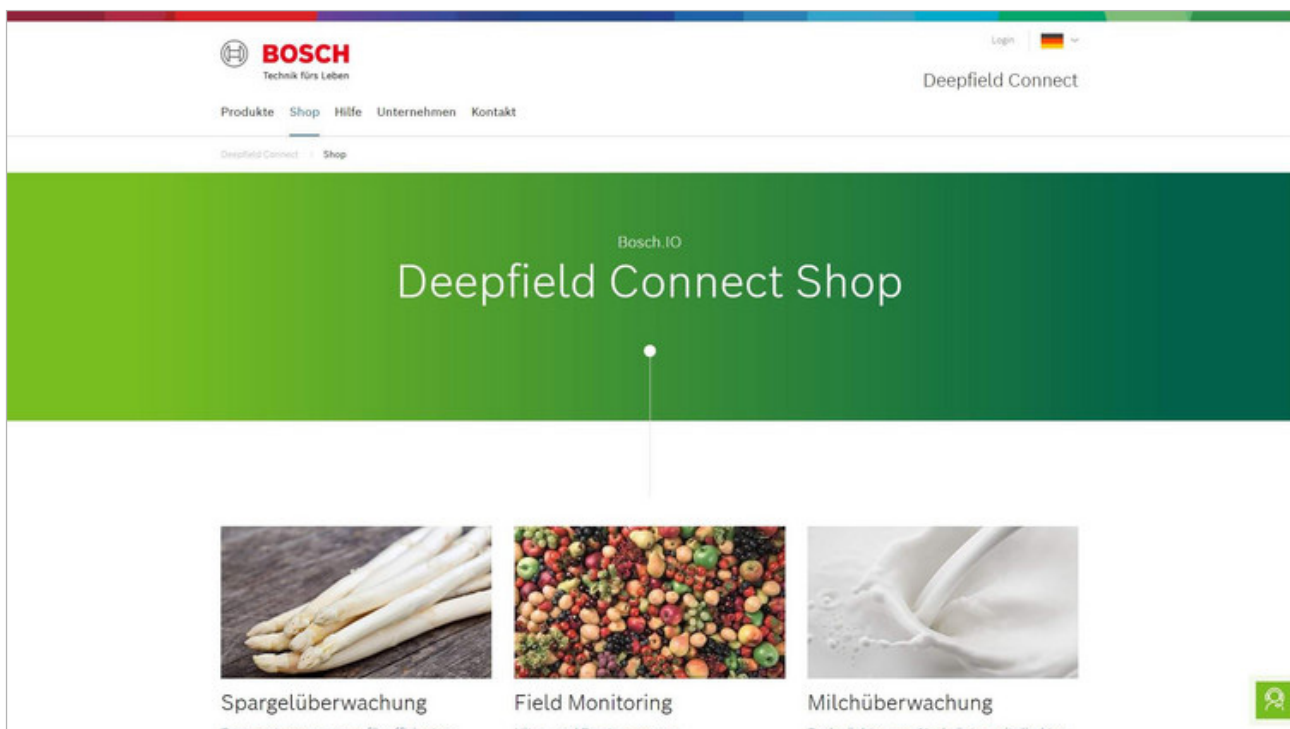 BOSCH
Technik fürs Leben
Login
Deepfield Connect
Produkte Shop Hilfe Unternehmen Kontakt
Deepfield Connect / Shop
Bosch.IO
Deepfield Connect Shop
Spargelüberwachung Field Monitoring Milchüberwachung